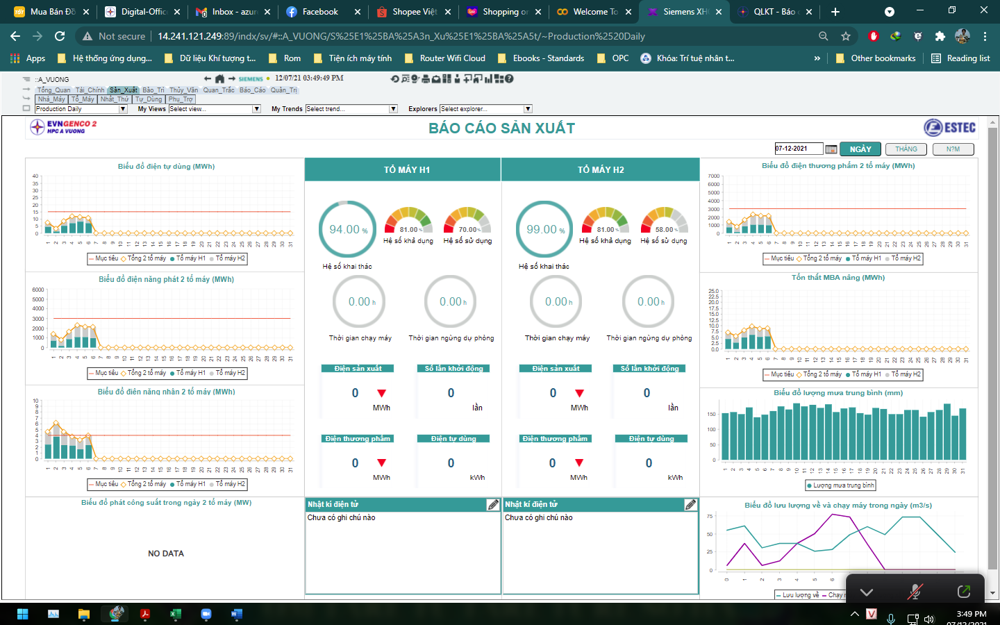 Mua Bán Đồ
Digital-Offic
Inbox - azur
Facebook
Shopee Việt
Shopping or
Welcome To
Siemens XH
QLKT - Báo c
Not secure
14.241.121.249:89/indx/sv/#::A_VUONG/S%25E1%25BA%25A3n_Xu%25E1%25BA%25A5t/~Production%2520Daily
Apps
Hệ thống ứng dụng...
Dữ liệu Khí tượng t...
Rom
Tiện ích máy tính
Router Wifi Cloud
Ebooks - Standards
OPC
Khóa: Trí tuệ nhân t...
Other bookmarks
Reading list
::A_VUONG
SIEMENS
12/07/21 03:49:49 PM
Tổng_Quan Tài_Chính Sản_Xuất Bảo_Trì Thủy_Văn Quan_Trắc Báo_Cáo Quản_Trị
Nhà_Máy Tổ_Máy Nhất_Thứ Tự_Dùng Phụ_Trợ
Production Daily My Views Select view... My Trends Select trend... Explorers Select explorer...
EVNGENCO 2
HPC A VUONG
BÁO CÁO SẢN XUẤT
ESTEC
07-12-2021 NGÀY THÁNG N?M
Biểu đồ điện tự dùng (MWh)
40
35
30
25
20
15
10
5
0
1 2 3 4 5 6 7 8 9 10 11 12 13 14 15 16 17 18 19 20 21 22 23 24 25 26 27 28 29 30 31
Mục tiêu Tổng 2 tổ máy Tổ máy H1 Tổ máy H2
Biểu đồ điện năng phát 2 tổ máy (MWh)
6000
5000
4000
3000
2000
1000
0
1 2 3 4 5 6 7 8 9 10 11 12 13 14 15 16 17 18 19 20 21 22 23 24 25 26 27 28 29 30 31
Mục tiêu Tổng 2 tổ máy Tổ máy H1 Tổ máy H2
Biểu đồ điện năng nhận 2 tổ máy (MWh)
10
9
8
7
6
5
4
3
2
1
0
1 2 3 4 5 6 7 8 9 10 11 12 13 14 15 16 17 18 19 20 21 22 23 24 25 26 27 28 29 30 31
Mục tiêu Tổng 2 tổ máy Tổ máy H1 Tổ máy H2
Biểu đồ phát công suất trong ngày 2 tổ máy (MW)
NO DATA
TỔ MÁY H1
94.00 %
Hệ số khai thác
81.00 %
Hệ số khả dụng
70.00 %
Hệ số sử dụng
0.00 h
Thời gian chạy máy
0.00 h
Thời gian ngừng dự phòng
Điện sản xuất
0
MWh
Số lần khởi động
0
lần
Điện thương phẩm
0
MWh
Điện tự dùng
0
kWh
Nhật kí điện tử
Chưa có ghi chú nào
TỔ MÁY H2
99.00 %
Hệ số khai thác
81.00 %
Hệ số khả dụng
58.00 %
Hệ số sử dụng
0.00 h
Thời gian chạy máy
0.00 h
Thời gian ngừng dự phòng
Điện sản xuất
0
MWh
Số lần khởi động
0
lần
Điện thương phẩm
0
MWh
Điện tự dùng
0
kWh
Nhật kí điện tử
Chưa có ghi chú nào
Biểu đồ điện thương phẩm 2 tổ máy (MWh)
7000
6000
5000
4000
3000
2000
1000
0
1 2 3 4 5 6 7 8 9 10 11 12 13 14 15 16 17 18 19 20 21 22 23 24 25 26 27 28 29 30 31
Mục tiêu Tổng 2 tổ máy Tổ máy H1 Tổ máy H2
Tổn thất MBA nâng (MWh)
25.0
22.5
20.0
17.5
15.0
12.5
10.0
7.5
5.0
2.5
0.0
1 2 3 4 5 6 7 8 9 10 11 12 13 14 15 16 17 18 19 20 21 22 23 24 25 26 27 28 29 30 31
Mục tiêu Tổng 2 tổ máy Tổ máy H1 Tổ máy H2
Biểu đồ lượng mưa trung bình (mm)
150
100
50
0
1 2 3 4 5 6 7 8 9 10 11 12 13 14 15 16 17 18 19 20 21 22 23 24 25 26 27 28 29 30 31
Lượng mưa trung bình
Biểu đồ lưu lượng về và chạy máy trong ngày (m3/s)
75
50
25
0
0 1 2 3 4 5 6
Lưu lượng về Chạy
3:49 PM
07/12/2021